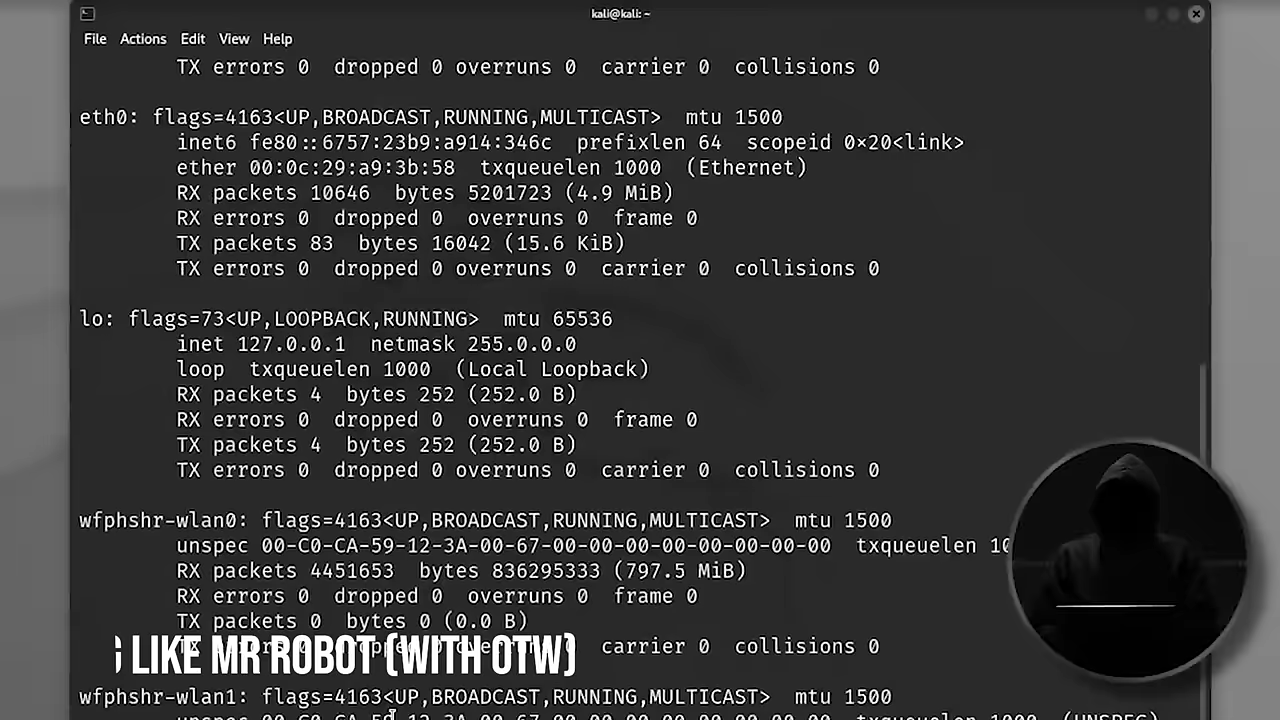 kali@kali: ~
File Actions Edit View Help
TX errors 0 dropped 0 overruns 0 carrier 0 collisions 0
eth0: flags=4163<UP,BROADCAST,RUNNING,MULTICAST> mtu 1500
inet6 fe80::6757:23b9:a914:346c prefixlen 64 scopeid 0×20<link>
ether 00:0c:29:a9:3b:58 txqueuelen 1000 (Ethernet)
RX packets 10646 bytes 5201723 (4.9 MiB)
RX errors 0 dropped 0 overruns 0 frame 0
TX packets 83 bytes 16042 (15.6 KiB)
TX errors 0 dropped 0 overruns 0 carrier 0 collisions 0
lo: flags=73<UP,LOOPBACK,RUNNING> mtu 65536
inet 127.0.0.1 netmask 255.0.0.0
loop txqueuelen 1000 (Local Loopback)
RX packets 4 bytes 252 (252.0 B)
RX errors 0 dropped 0 overruns 0 frame 0
TX packets 4 bytes 252 (252.0 B)
TX errors 0 dropped 0 overruns 0 carrier 0 collisions 0
wfphshr-wlan0: flags=4163<UP,BROADCAST,RUNNING,MULTICAST> mtu 1500
unspec 00-C0-CA-59-12-3A-00-67-00-00-00-00-00-00-00-00 txqueuelen 10
RX packets 4451653 bytes 836295333 (797.5 MiB)
RX errors 0 dropped 0 overruns 0 frame 0
TX packets 0 bytes 0 (0.0 B)
carrier 0 collisions 0
LIKE MR ROBOT (WITH OTW)
wfphshr-wlan1: flags=4163<UP,BROADCAST,RUNNING,MULTICAST> mtu 1500